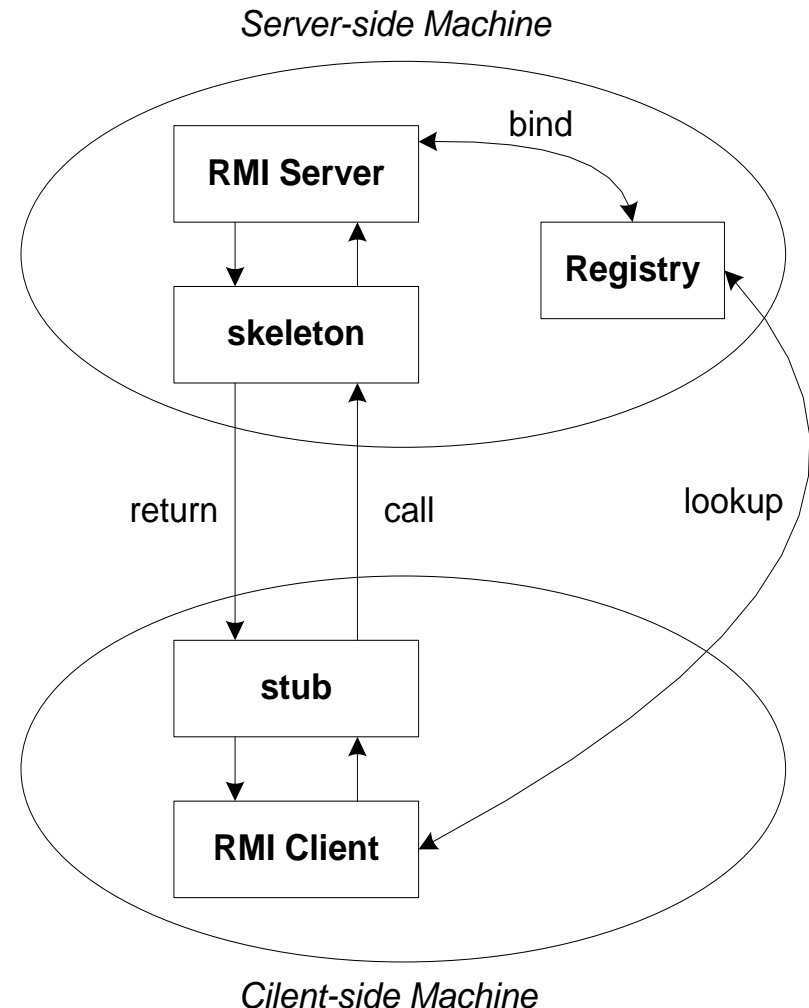 Server-side Machine
bind
RMI Server
Registry
skeleton
return
call
lookup
stub
RMI Client
Cilent-side Machine